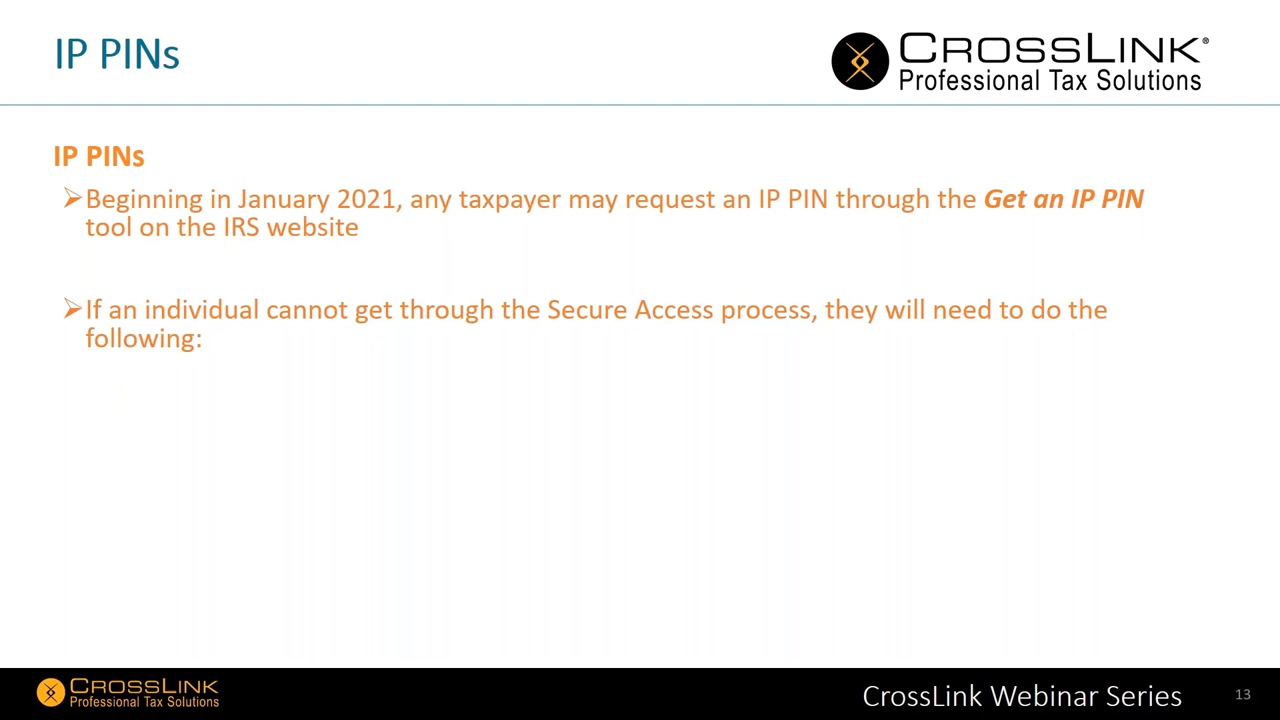 IP PINs
CROSSLINK®
Professional Tax Solutions
IP PINs
➢Beginning in January 2021, any taxpayer may request an IP PIN through the Get an IP PIN
tool on the IRS website
➢If an individual cannot get through the Secure Access process, they will need to do the
following:
CROSSLINK
Professional Tax Solutions
CrossLink Webinar Series
13